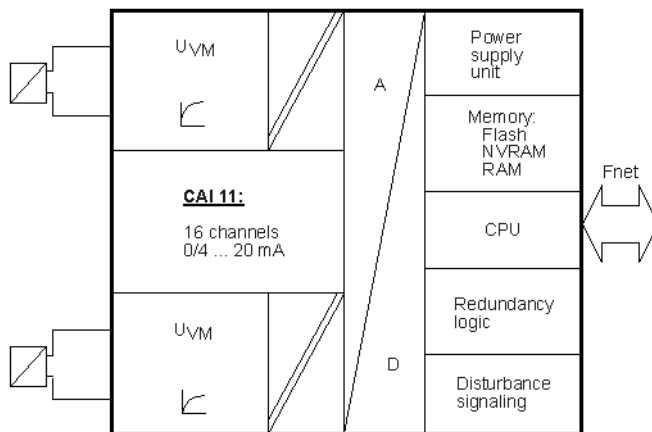 UVM
A
Power
supply
unit
Memory:
Flash
NVRAM
RAM
Fnet
CAI 11:
16 channels
0/4 ... 20 mA
CPU
UVM
Redundancy
logic
D
Disturbance
signaling